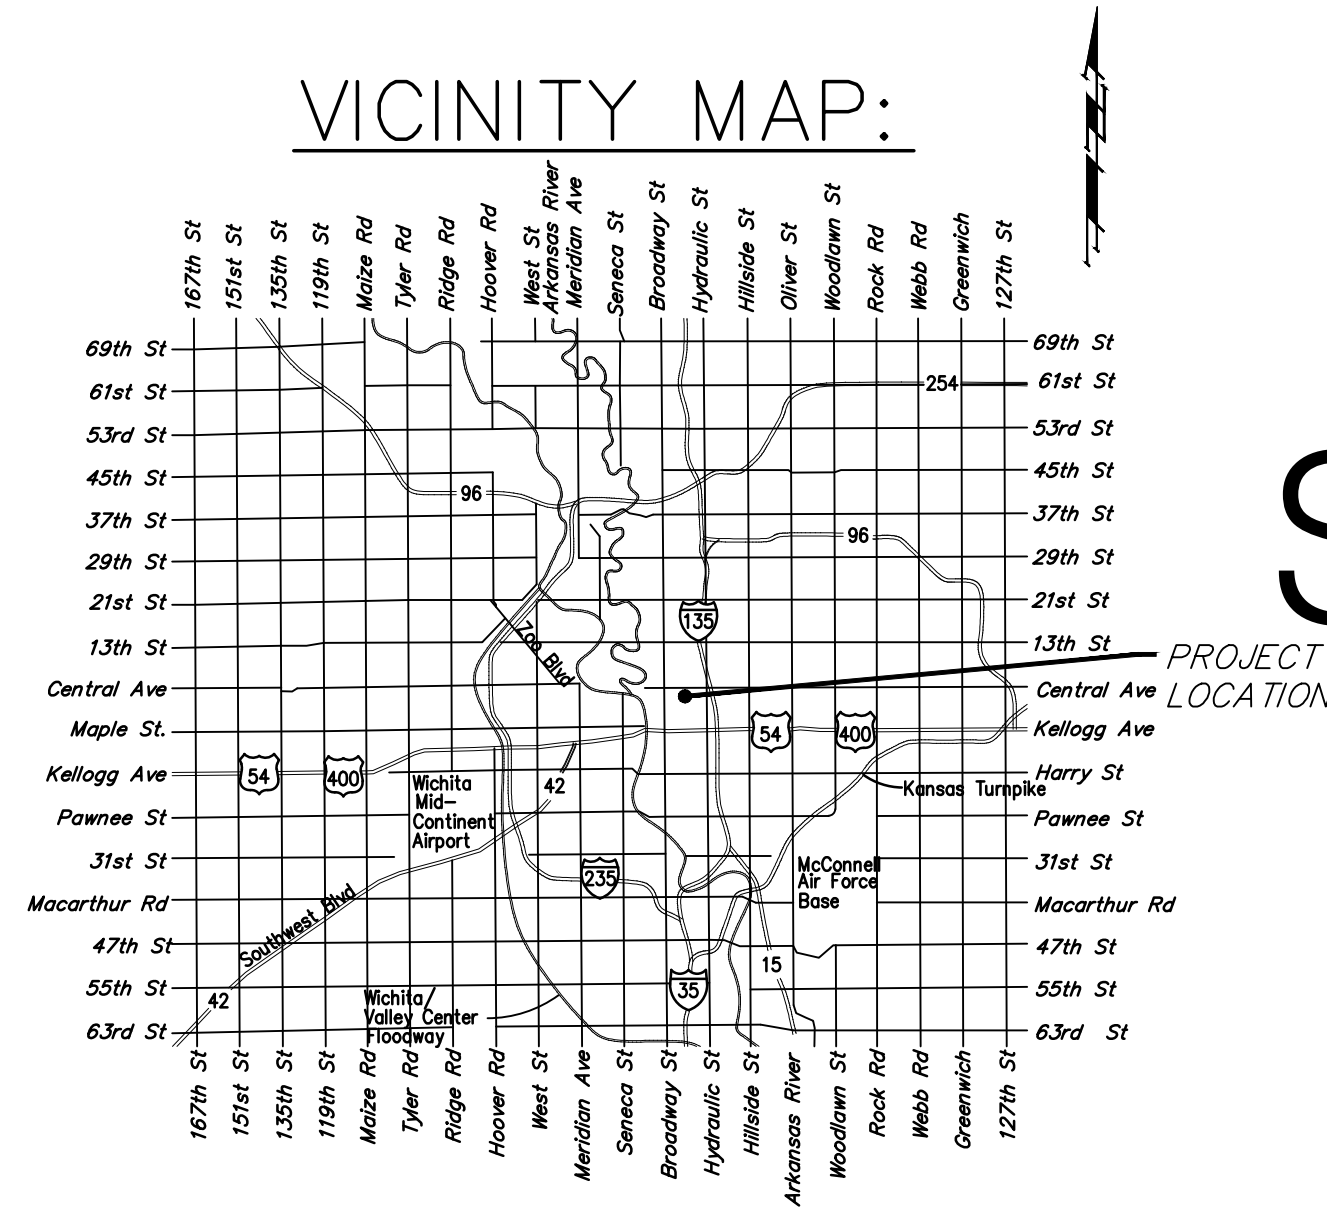 VICINITY MAP:
167th St
151st St
135th St
119th St
Maize Rd
Tyler Rd
Ridge Rd
Hoover Rd
West St
Arkansas River
Meridian Ave
Seneca St
Broadway St
Hydraulic St
Hillside St
Oliver St
Woodlawn St
Rock Rd
Webb Rd
Greenwich
127th St
69th St
69th St
61st St
254
61st St
53rd St
53rd St
45th St
45th St
96
37th St
37th St
96
29th St
29th St
21st St
21st St
135
13th St
13th St
Zoo Blvd
PROJECT
LOCATION
Central Ave
Central Ave
Maple St.
54
400
Kellogg Ave
Kellogg Ave
54
400
Harry St
Wichita
Mid-
Continent
Airport
42
Kansas Turnpike
Pawnee St
Pawnee St
31st St
31st St
McConnell
Air Force
Base
235
Macarthur Rd
Macarthur Rd
Southwest Blvd
47th St
47th St
15
55th St
55th St
35
42
Wichita/
Valley Center
Floodway
63rd St
63rd St
167th St
151st St
135th St
119th St
Maize Rd
Tyler Rd
Ridge Rd
Hoover Rd
West St
Meridian Ave
Seneca St
Broadway St
Hydraulic St
Hillside St
Arkansas River
Woodlawn St
Rock Rd
Webb Rd
Greenwich
127th St